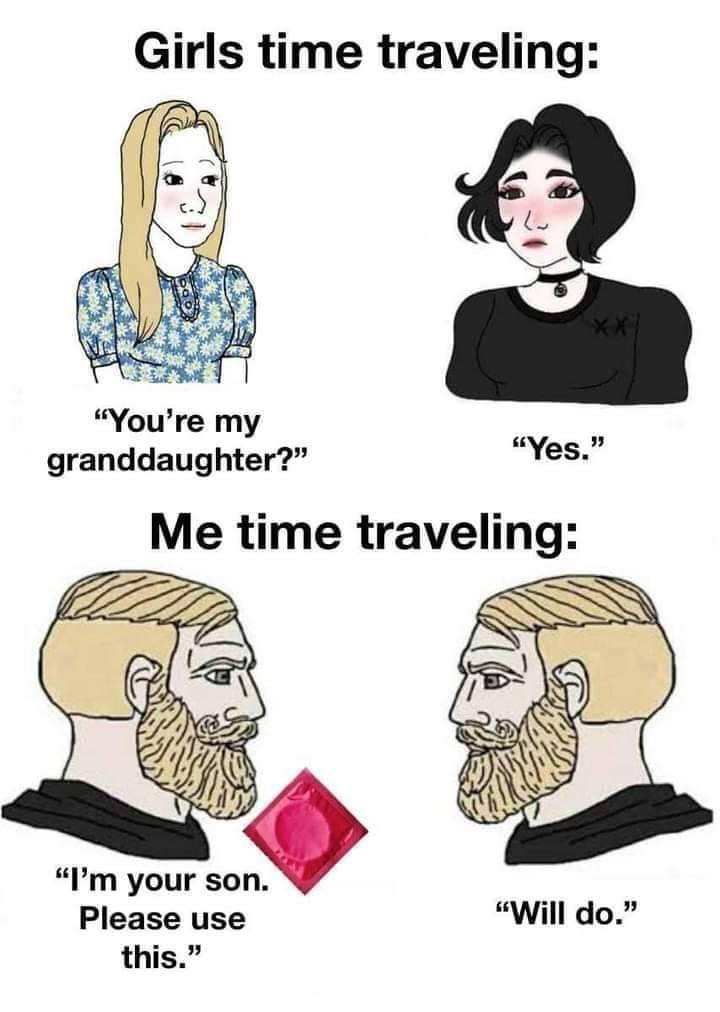 Girls time traveling:
“You’re my
granddaughter?”
“Yes.”
Me time traveling:
“I’m your son.
Please use
this.”
“Will do.”